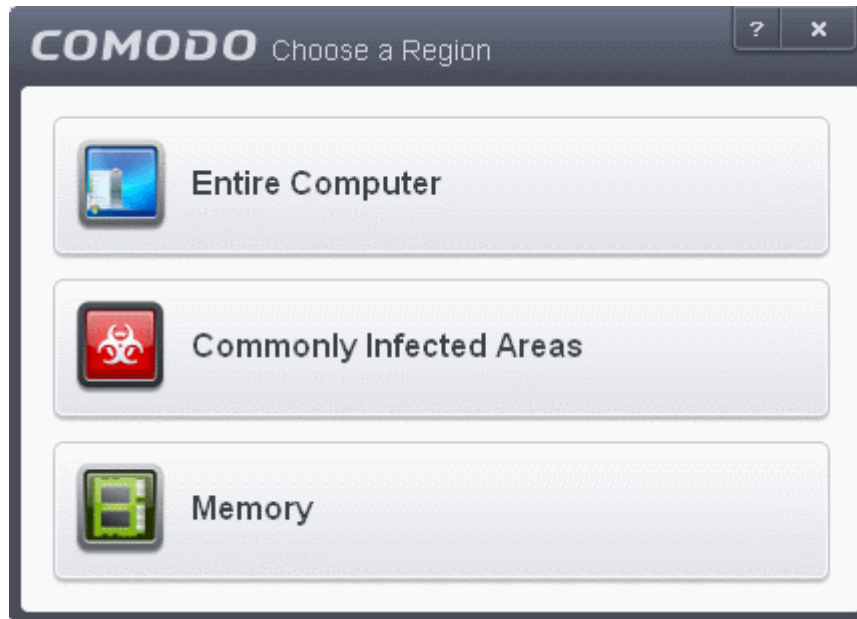 COMODO Choose a Region
? x
Entire Computer
Commonly Infected Areas
Memory